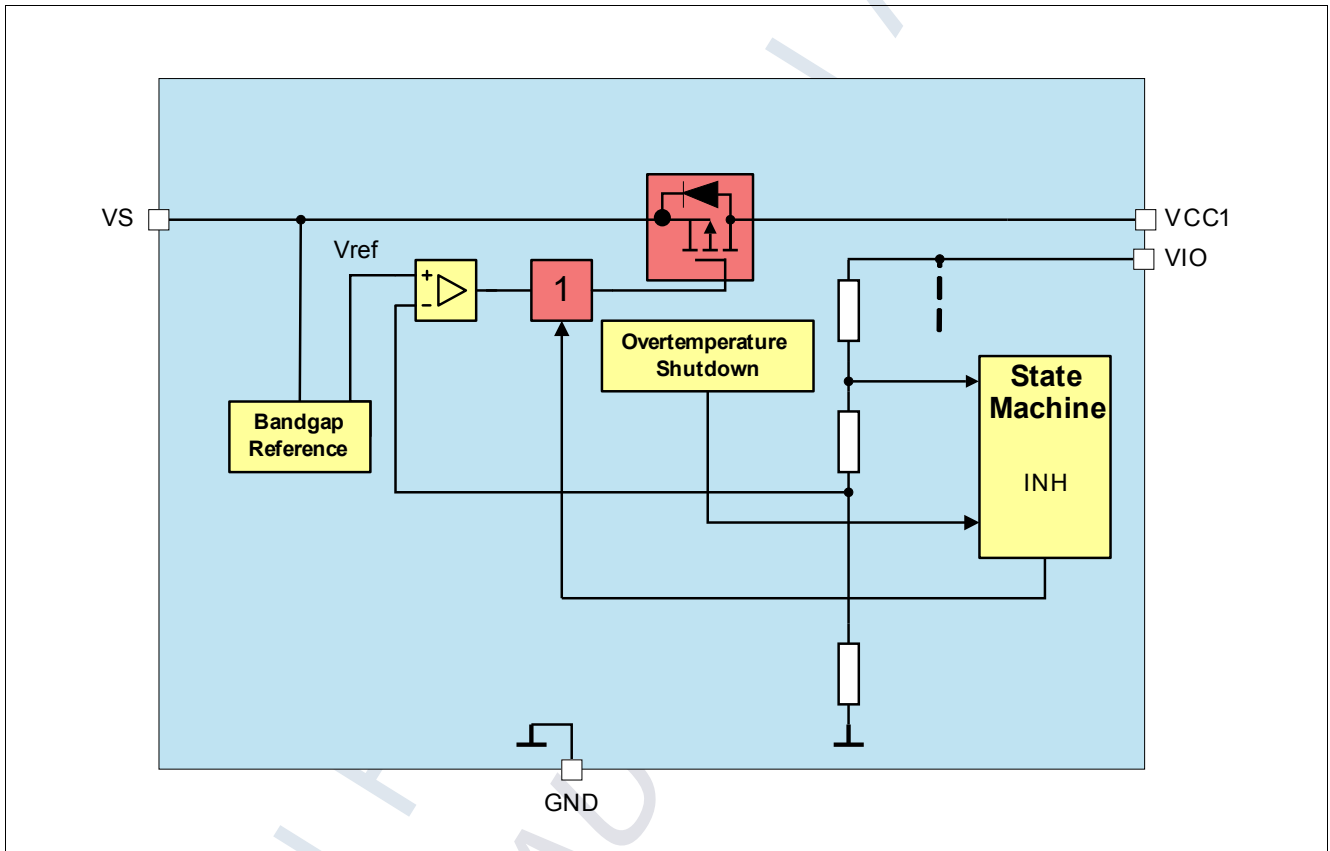 VS
VCC1
VIO
Vref
+
-
1
Overtemperature
Shutdown
State
Machine
INH
Bandgap
Reference
GND